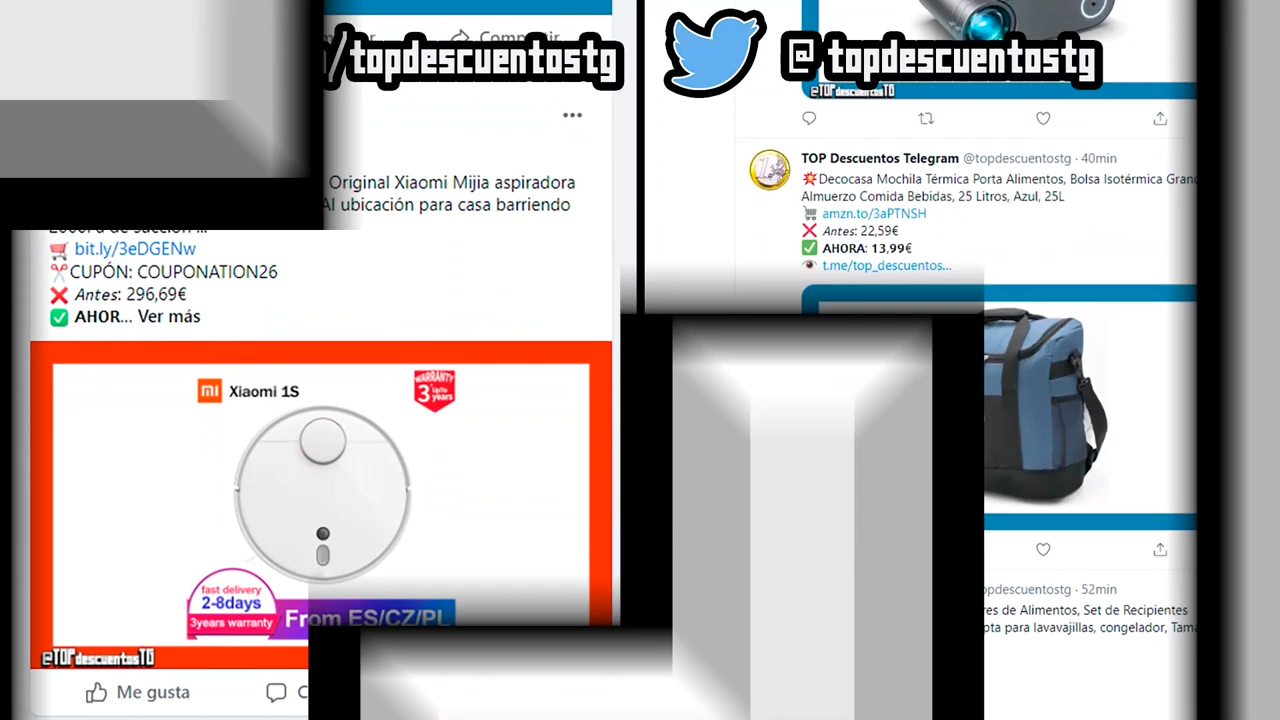 /topdescuentostg
Compartir
Original Xiaomi Mijia aspiradora
AI ubicación para casa barriendo
bit.ly/3eDGENw
CUPÓN: COUPONATION26
Antes: 296,69€
AHOR... Ver más
Xiaomi 1S
WARRANTY
3 UpTo
years
fast delivery
2-8days
3years warranty
From ES/CZ/PL
@TOPdescuentosTG
Me gusta
@topdescuentostg
@TOPdescuentosTG
TOP Descuentos Telegram @topdescuentostg · 40min
Decocasa Mochila Térmica Porta Alimentos, Bolsa Isotérmica
Almuerzo Comida Bebidas, 25 Litros, Azul, 25L
amzn.to/3aPTNSH
Antes: 22,59€
AHORA: 13,99€
t.me/top_descuentos...
opdescuentostg · 52min
res de Alimentos, Set de Recipientes
pta para lavavajillas, congelador,